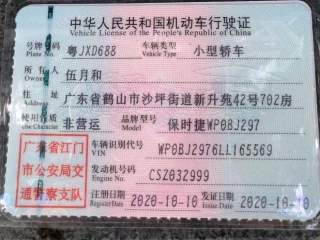 中华人民共和国机动车行驶证
Vehicle License of the People's Republic of China
号牌号码 Plate No. 粤JXD688 车辆类型 Vehicle Type 小型轿车
所有人 Owner 伍月和
住址 Address 广东省鹤山市沙坪街道新升苑42号702房
使用性质 Use Character 非营运 品牌型号 Model 保时捷WP0BJ297
广东省江门市公安局交通警察支队
车辆识别代号 VIN WP0BJ2976LL165569
发动机号码 Engine No. CSZ032999
注册日期 Register Date 2020-10-10 发证日期 Issue Date 2020-10-10